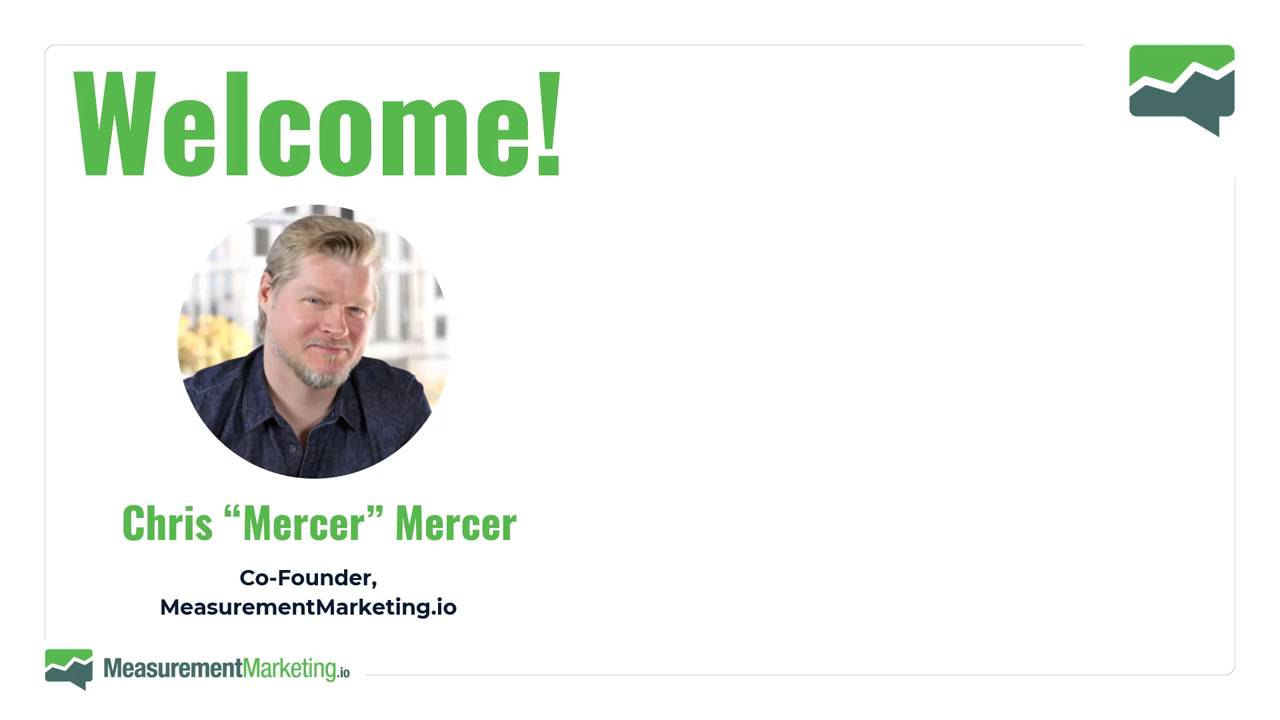 Welcome!
Chris “Mercer” Mercer
Co-Founder,
MeasurementMarketing.io
MeasurementMarketing.io